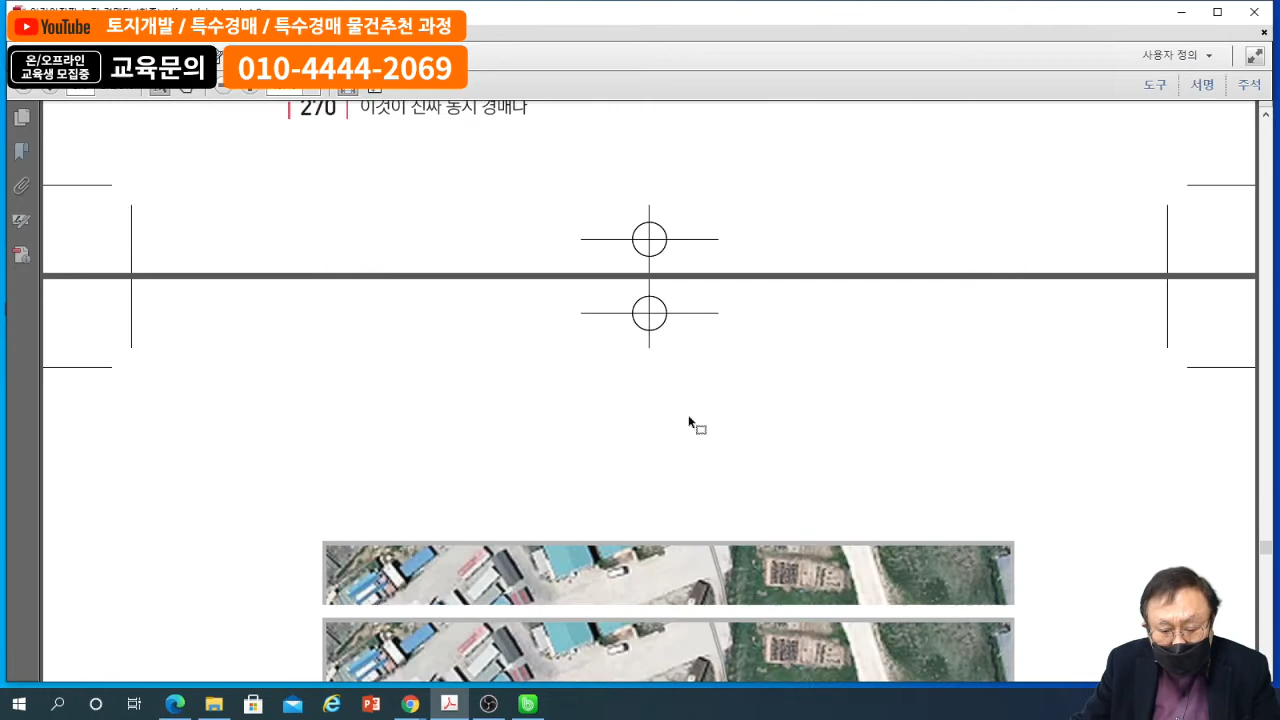 YouTube 토지개발 / 특수경매 / 특수경매 물건추천 과정
온/오프라인
교육생 모집중
교육문의
010-4444-2069
사용자 정의
도구 서명 주석
270 이것이 진짜 동시 경매다